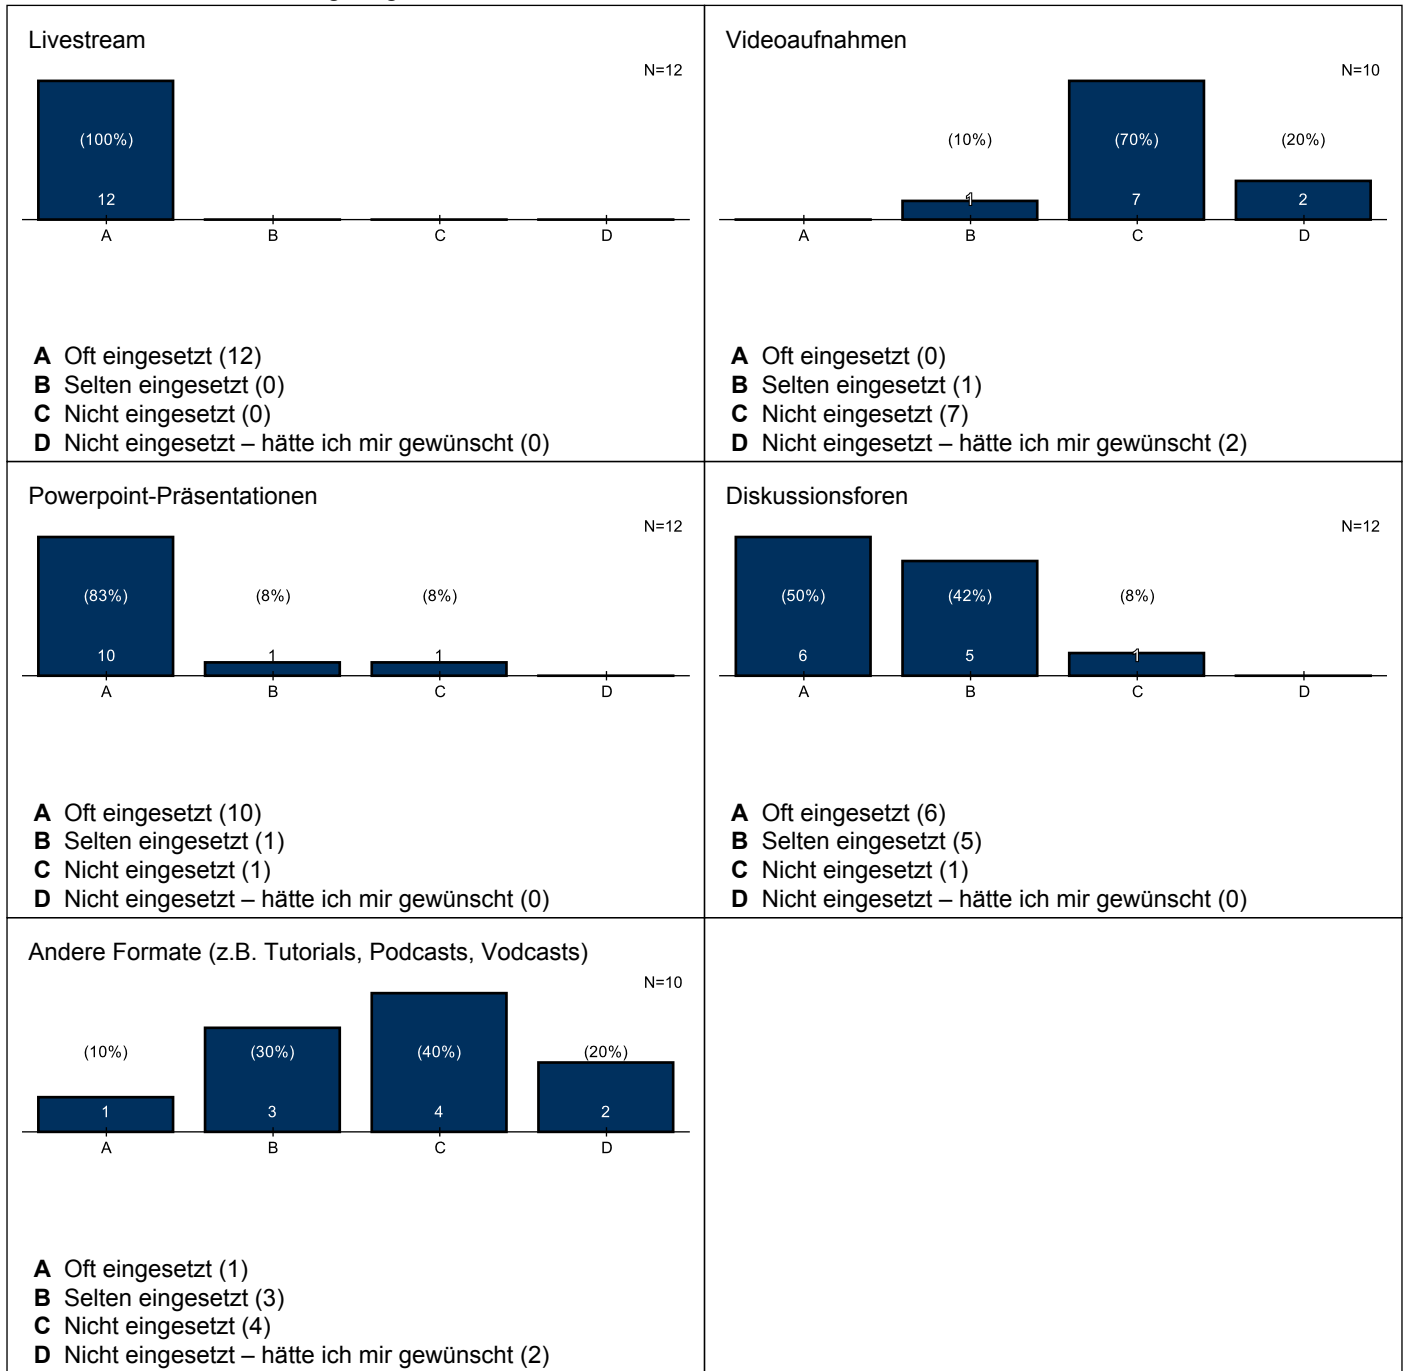 Livestream
N=12
(100%)
12
A B C D
A Oft eingesetzt (12)
B Selten eingesetzt (0)
C Nicht eingesetzt (0)
D Nicht eingesetzt – hätte ich mir gewünscht (0)
Videoaufnahmen
N=10
(10%) (70%) (20%)
1 7 2
A B C D
A Oft eingesetzt (0)
B Selten eingesetzt (1)
C Nicht eingesetzt (7)
D Nicht eingesetzt – hätte ich mir gewünscht (2)
Powerpoint-Präsentationen
N=12
(83%) (8%) (8%)
10 1 1
A B C D
A Oft eingesetzt (10)
B Selten eingesetzt (1)
C Nicht eingesetzt (1)
D Nicht eingesetzt – hätte ich mir gewünscht (0)
Diskussionsforen
N=12
(50%) (42%) (8%)
6 5 1
A B C D
A Oft eingesetzt (6)
B Selten eingesetzt (5)
C Nicht eingesetzt (1)
D Nicht eingesetzt – hätte ich mir gewünscht (0)
Andere Formate (z.B. Tutorials, Podcasts, Vodcasts)
N=10
(10%) (30%) (40%) (20%)
1 3 4 2
A B C D
A Oft eingesetzt (1)
B Selten eingesetzt (3)
C Nicht eingesetzt (4)
D Nicht eingesetzt – hätte ich mir gewünscht (2)